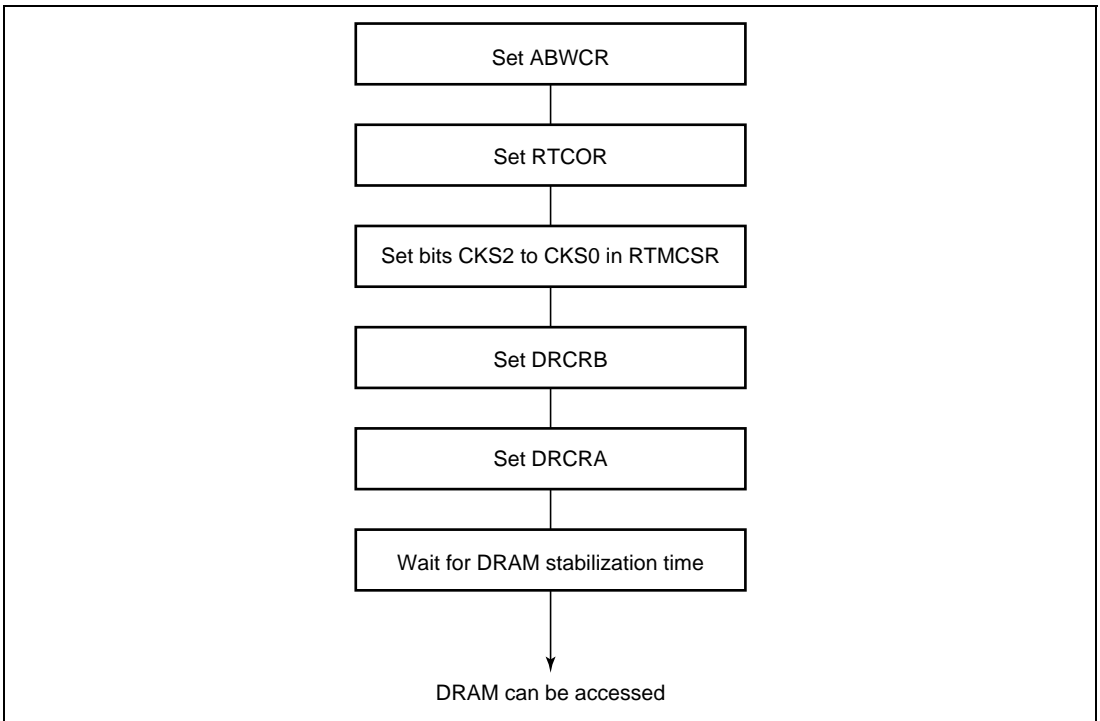 Set ABWCR
Set RTCOR
Set bits CKS2 to CKS0 in RTMCSR
Set DRCRB
Set DRCRA
Wait for DRAM stabilization time
DRAM can be accessed